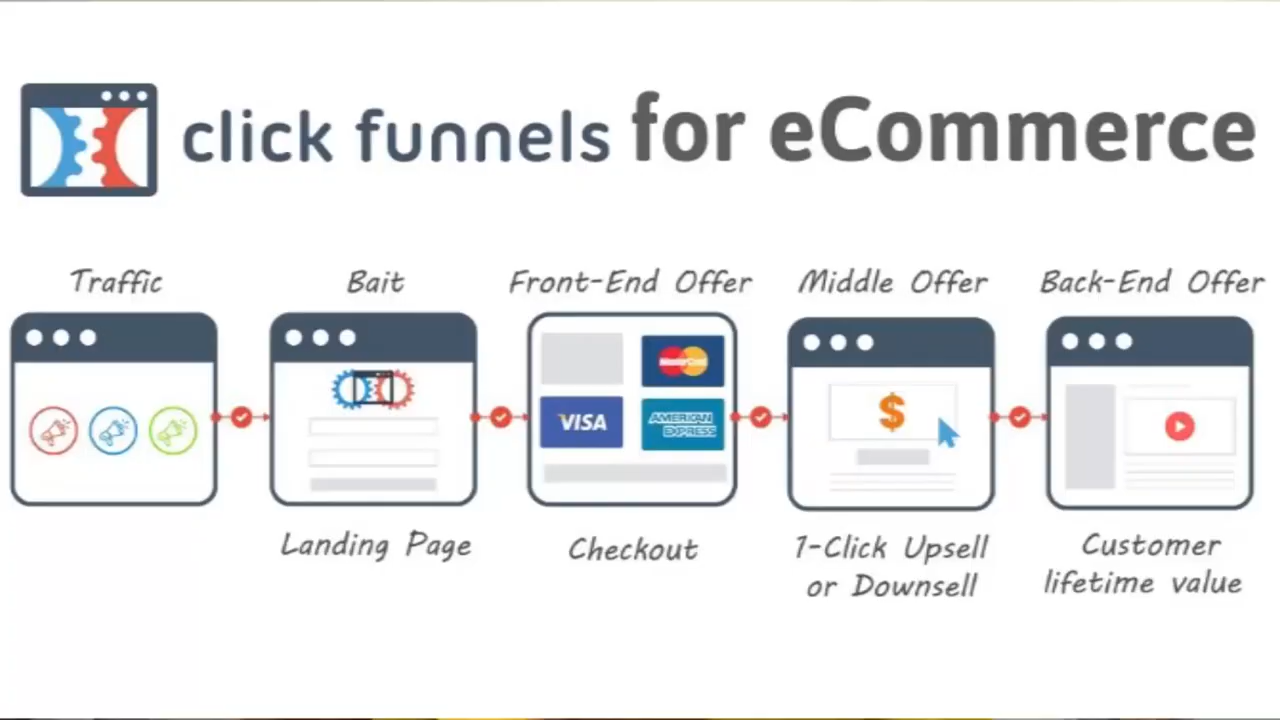 click funnels for eCommerce
Traffic
Bait
Front-End Offer
Middle Offer
Back-End Offer
MasterCard
VISA
AMERICAN
EXPRESS
$
Landing Page
Checkout
1-Click Upsell
or Downsell
Customer
lifetime value